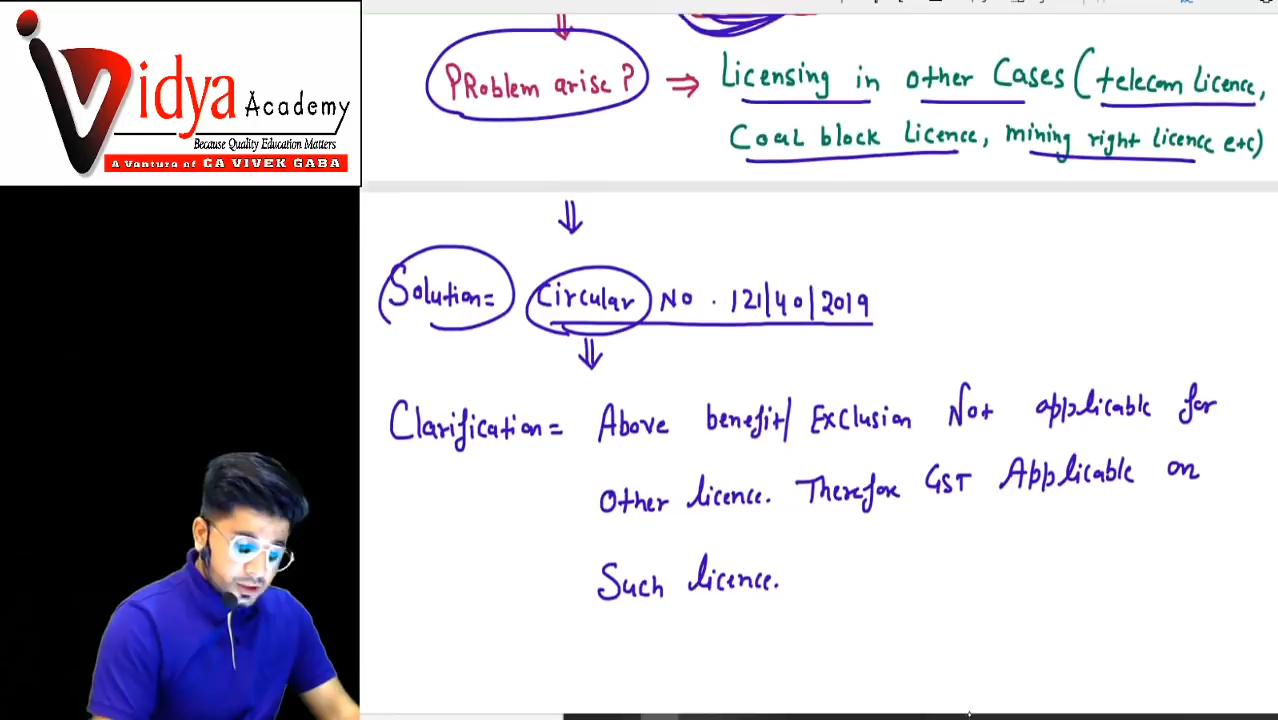 Vidya
Academy
Because Quality Education Matters
A Ventura of CA VIVEK GABA
Problem arise? ⇒ Licensing in other Cases (telecom licence,
Coal block Licence, mining right licence etc)
Solution= Circular No. 121/40/2019
Clarification= Above benefit/ Exclusion Not applicable for
Other licence. Therefore GST Applicable on
Such licence.